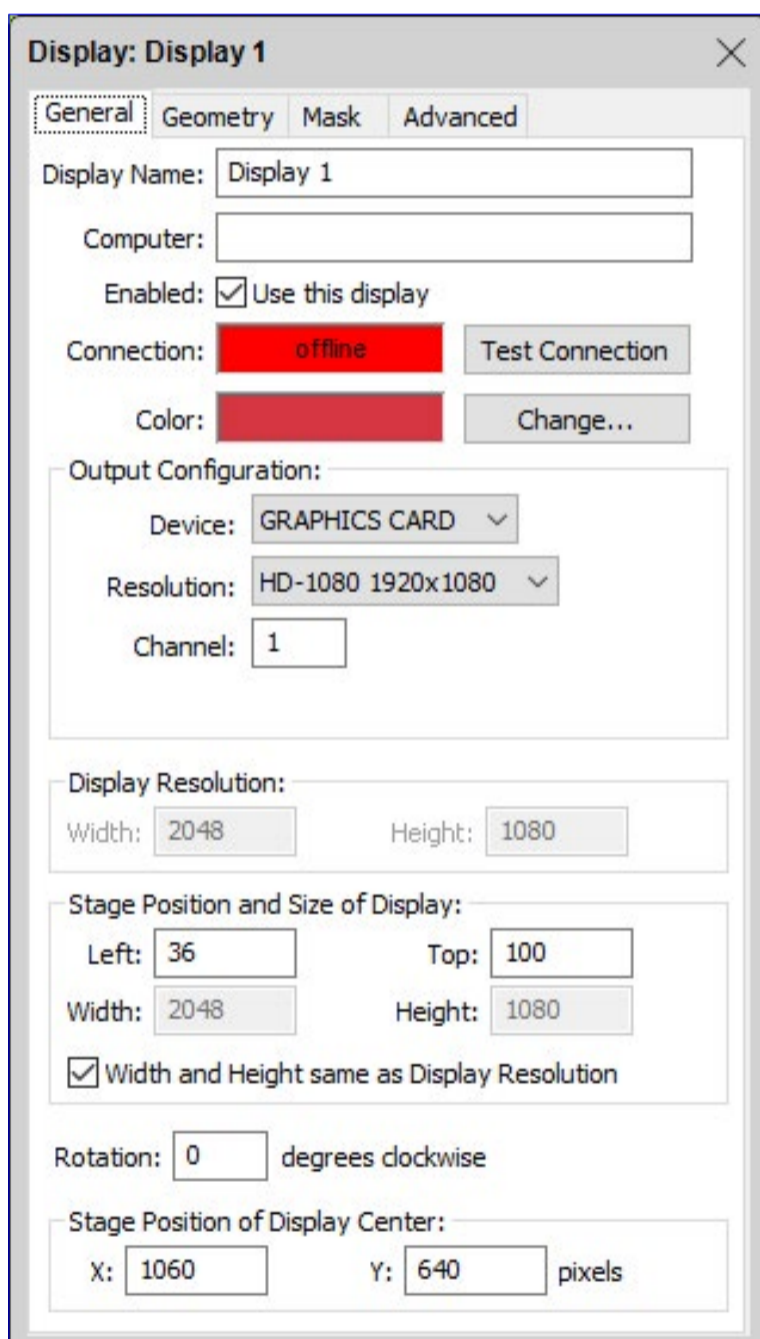 Display: Display 1
General Geometry Mask Advanced
Display Name: Display 1
Computer:
Enabled: Use this display
Connection: offline Test Connection
Color: Change...
Output Configuration:
Device: GRAPHICS CARD
Resolution: HD-1080 1920x1080
Channel: 1
Display Resolution:
Width: 2048 Height: 1080
Stage Position and Size of Display:
Left: 36 Top: 100
Width: 2048 Height: 1080
Width and Height same as Display Resolution
Rotation: 0 degrees clockwise
Stage Position of Display Center:
X: 1060 Y: 640 pixels